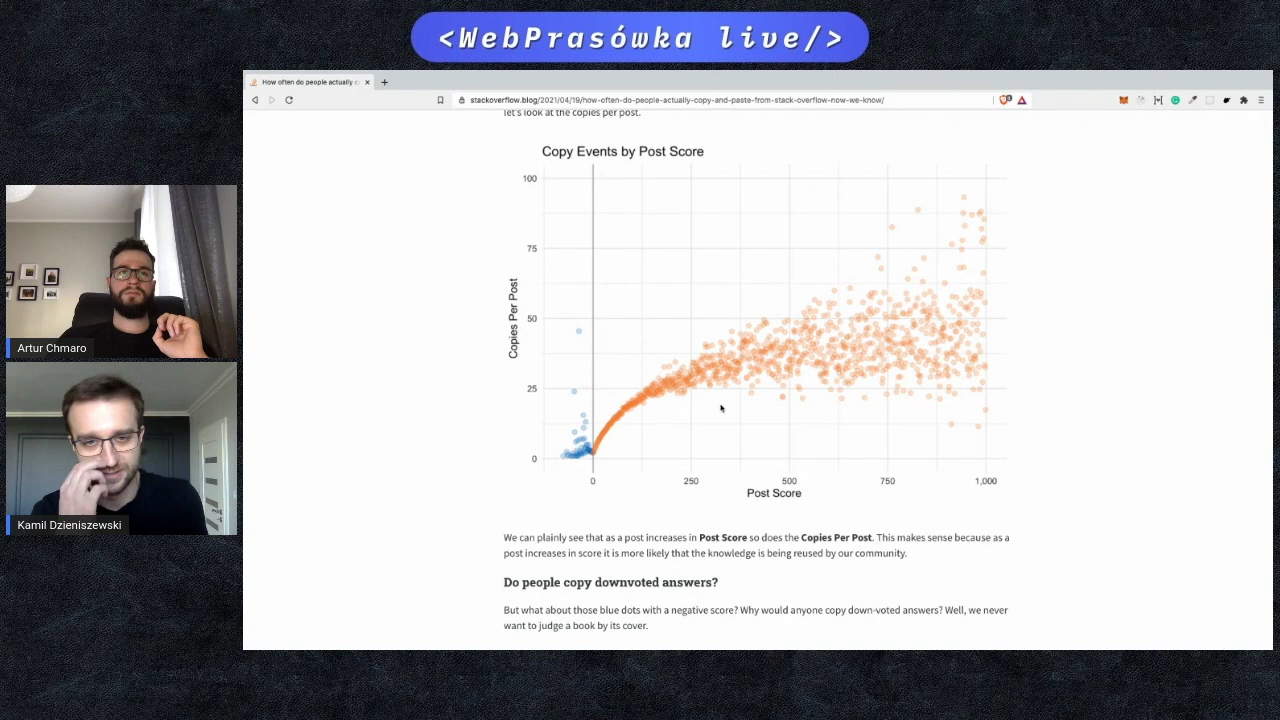 <WebPrasówka live/>
How often do people actually c
stackoverflow.blog/2021/04/19/how-often-do-people-actually-copy-and-paste-from-stack-overflow-now-we-know/
let's look at the copies per post.
Copy Events by Post Score
100
75
50
25
0
Copies Per Post
0
250
500
750
1,000
Post Score
We can plainly see that as a post increases in Post Score so does the Copies Per Post. This makes sense because as a
post increases in score it is more likely that the knowledge is being reused by our community.
Do people copy downvoted answers?
But what about those blue dots with a negative score? Why would anyone copy down-voted answers? Well, we never
want to judge a book by its cover.
Artur Chmaro
Kamil Dzieniszewski